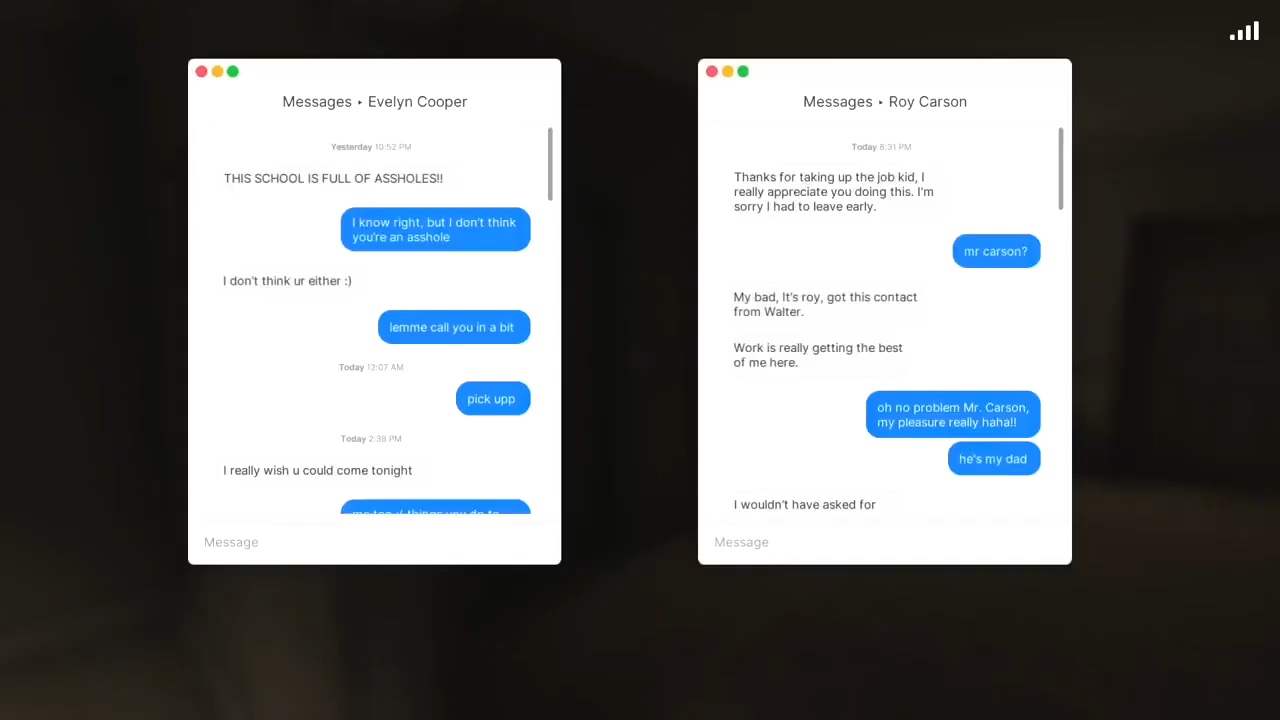 Messages ‣ Evelyn Cooper
Yesterday 10:52 PM
THIS SCHOOL IS FULL OF ASSHOLES!!
I know right, but I don't think
you're an asshole
I don't think ur either :)
lemme call you in a bit
Today 12:07 AM
pick upp
Today 2:38 PM
I really wish u could come tonight
Message
Messages ‣ Roy Carson
Today 8:31 PM
Thanks for taking up the job kid, I
really appreciate you doing this. I'm
sorry I had to leave early.
mr carson?
My bad, It's roy, got this contact
from Walter.
Work is really getting the best
of me here.
oh no problem Mr. Carson,
my pleasure really haha!!
he's my dad
I wouldn't have asked for
Message